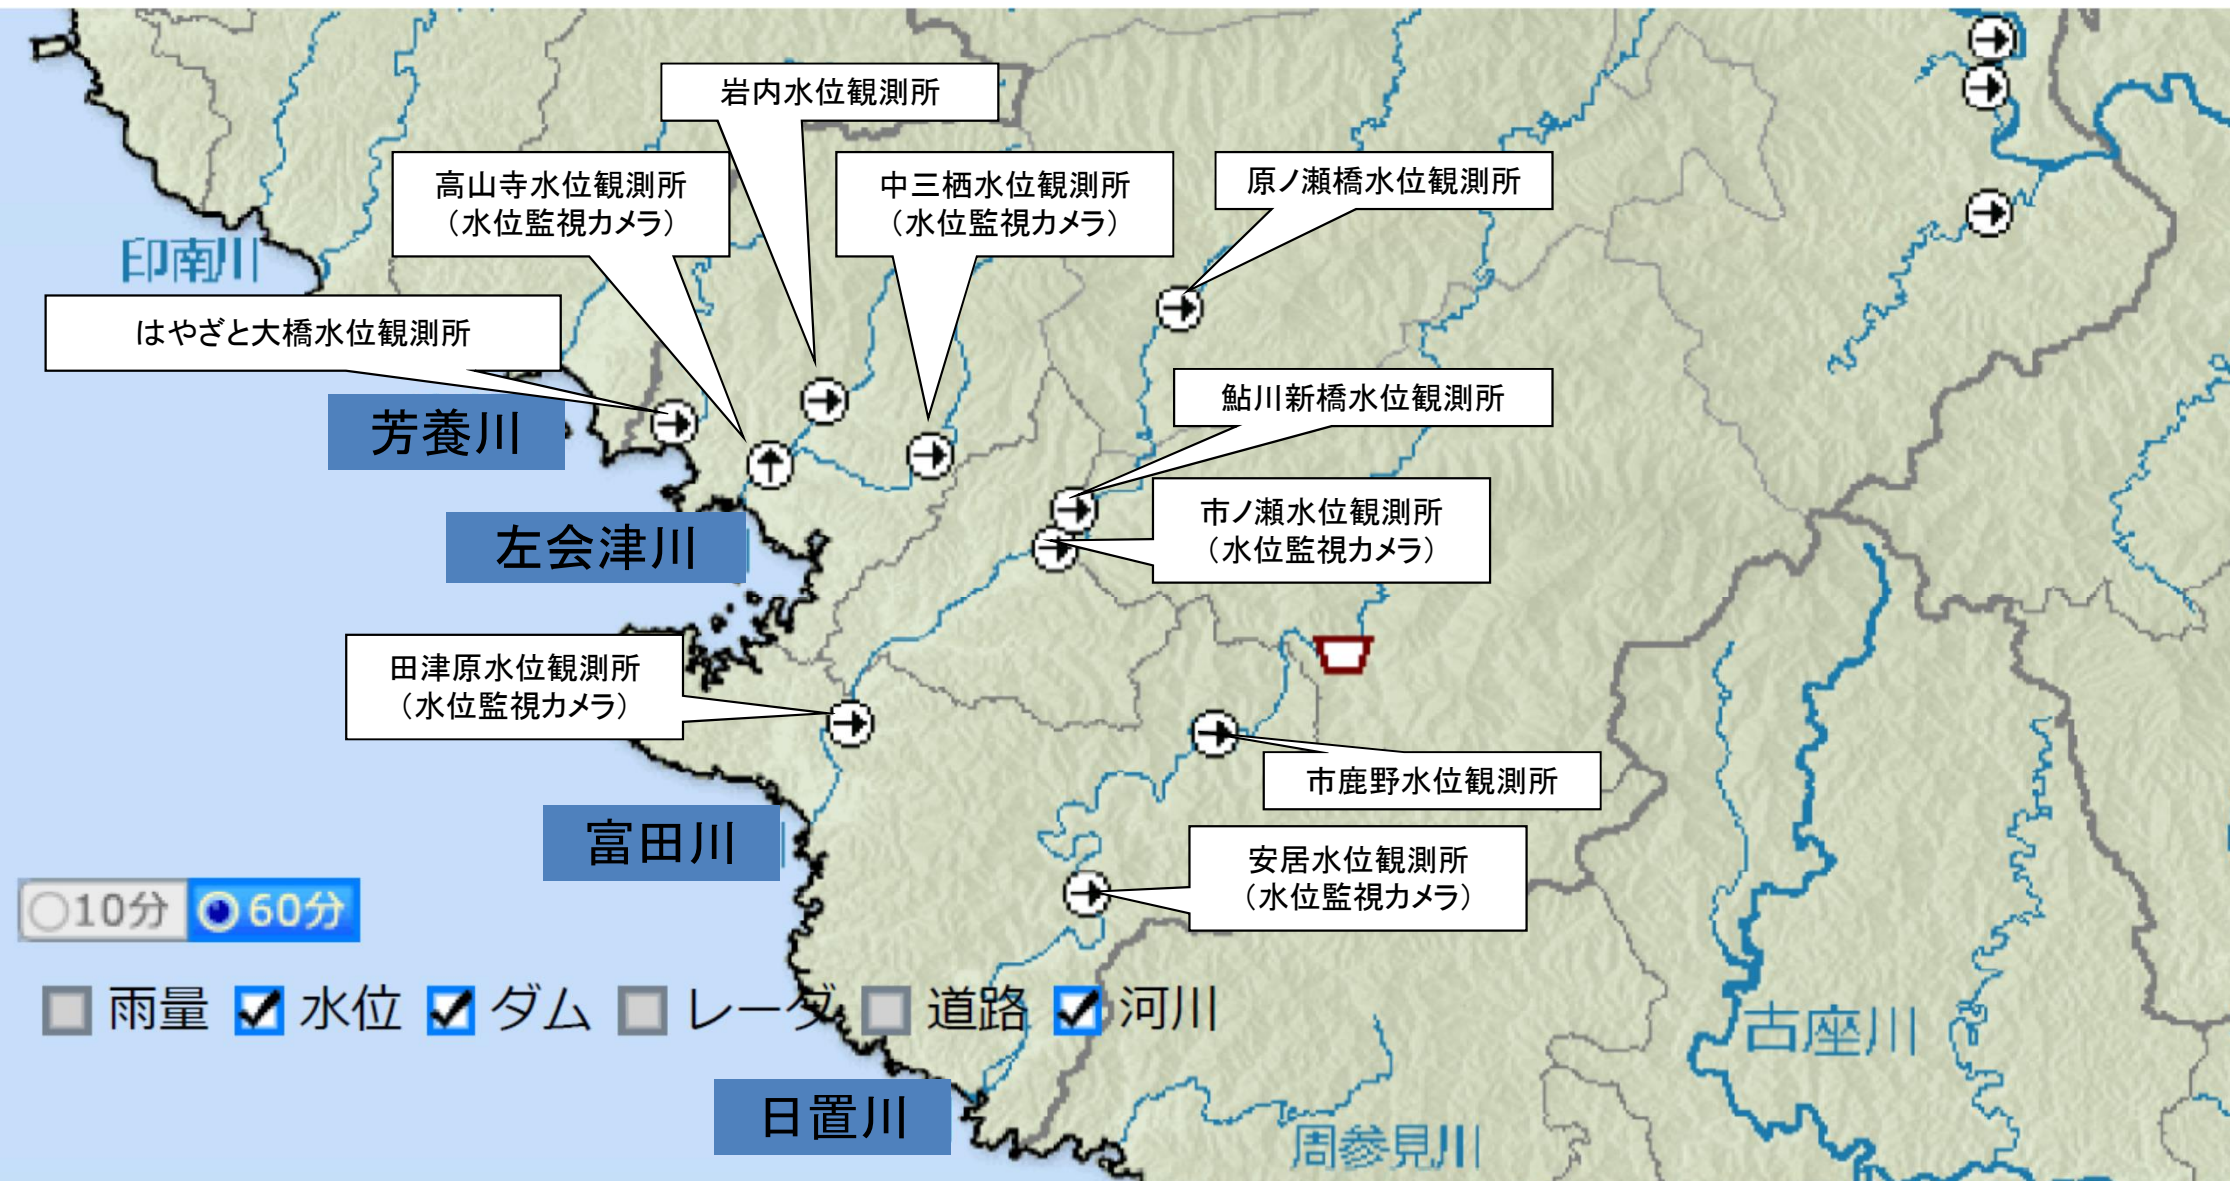 岩内水位観測所
高山寺水位観測所
（水位監視カメラ）
中三栖水位観測所
（水位監視カメラ）
原ノ瀬橋水位観測所
印南川
はやざと大橋水位観測所
芳養川
鮎川新橋水位観測所
左会津川
市ノ瀬水位観測所
（水位監視カメラ）
田津原水位観測所
（水位監視カメラ）
市鹿野水位観測所
富田川
安居水位観測所
（水位監視カメラ）
10分 60分
雨量 水位 ダム レーダ 道路 河川
古座川
日置川
周参見川